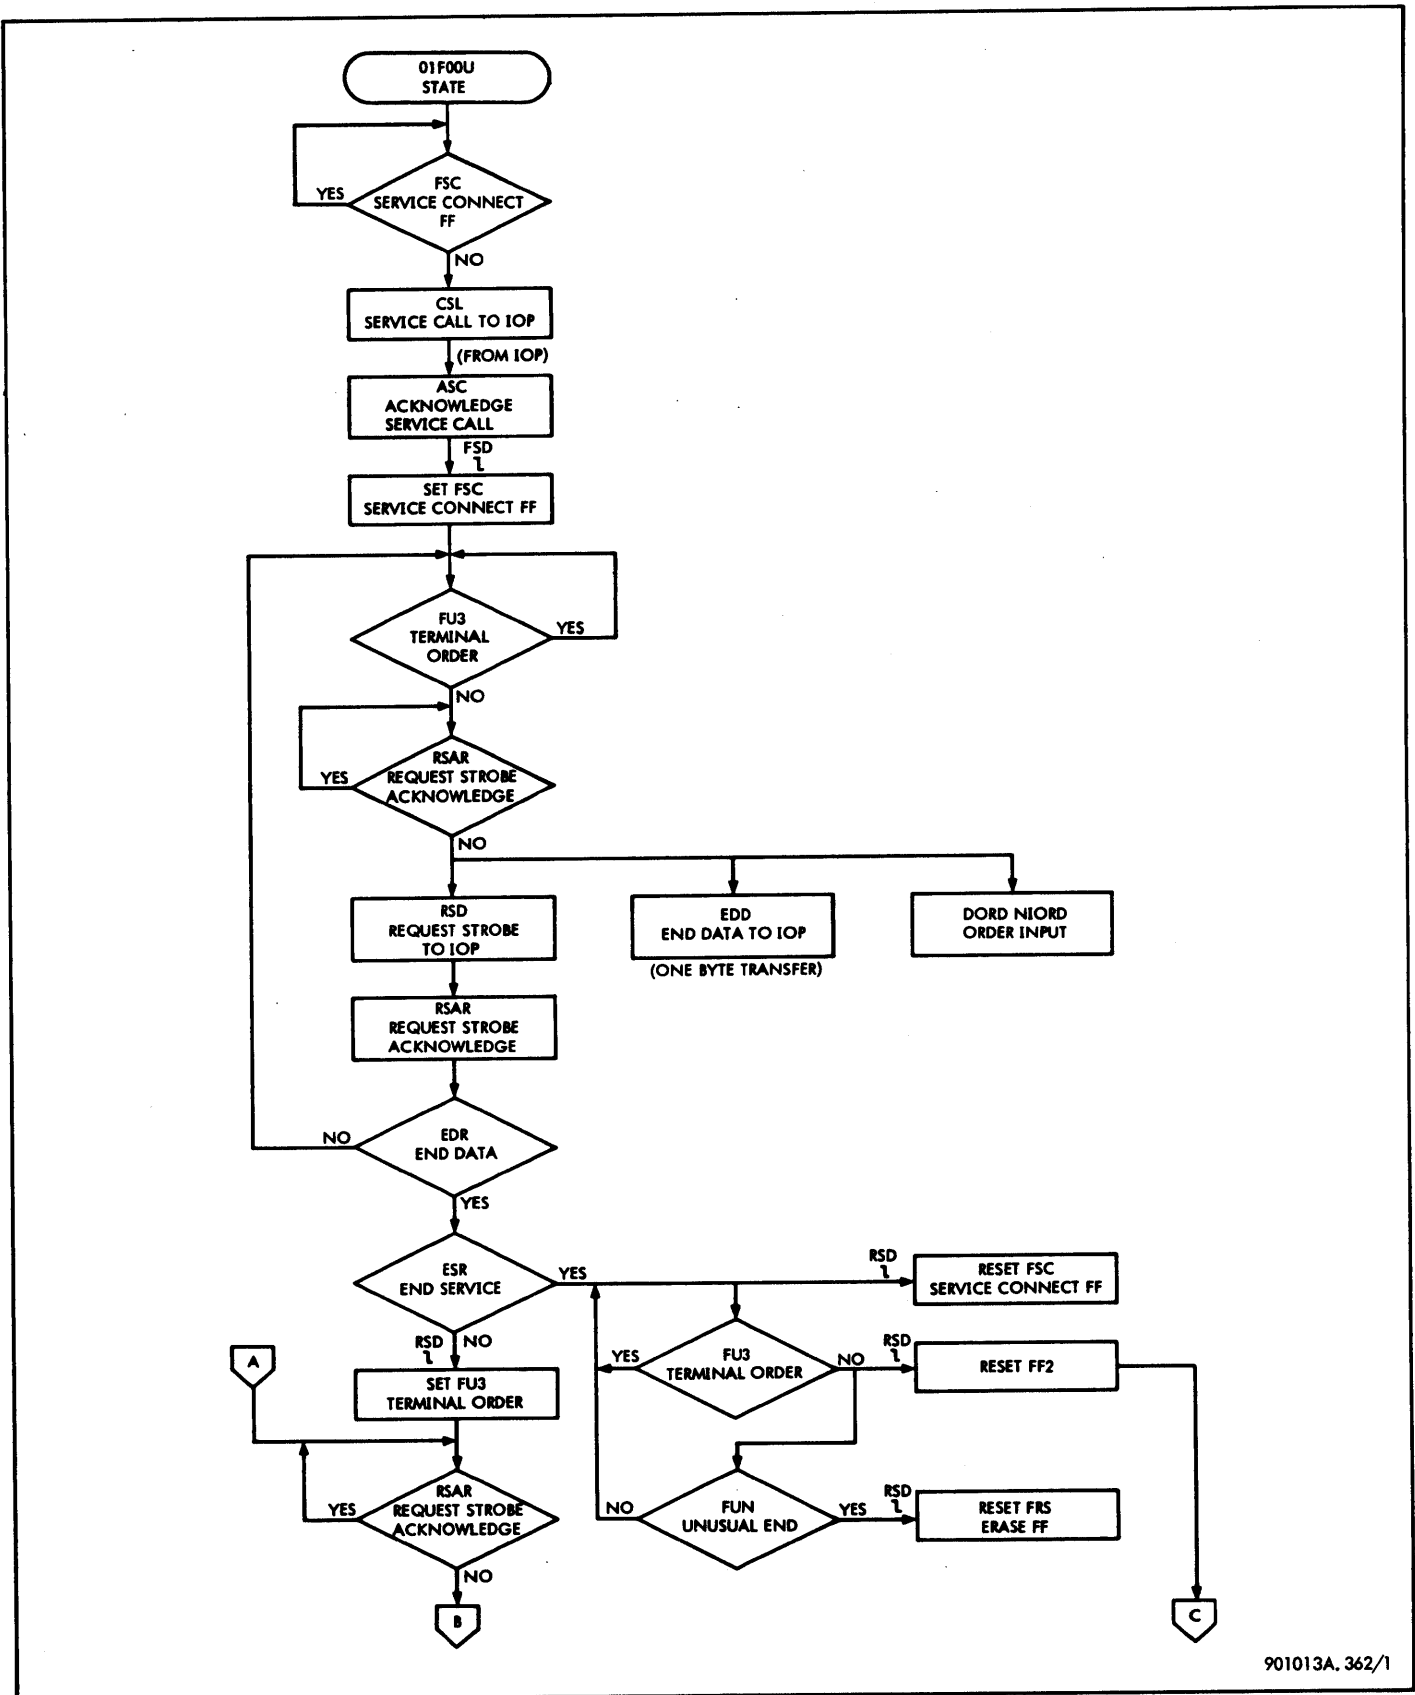 01F00U
STATE
FSC
SERVICE CONNECT
FF
YES
NO
CSL
SERVICE CALL TO IOP
(FROM IOP)
ASC
ACKNOWLEDGE
SERVICE CALL
FSD
SET FSC
SERVICE CONNECT FF
FU3
TERMINAL
ORDER
YES
NO
RSAR
REQUEST STROBE
ACKNOWLEDGE
YES
NO
RSD
REQUEST STROBE
TO IOP
EDD
END DATA TO IOP
(ONE BYTE TRANSFER)
DORD NIORD
ORDER INPUT
RSAR
REQUEST STROBE
ACKNOWLEDGE
EDR
END DATA
NO
YES
ESR
END SERVICE
YES
RSD
RESET FSC
SERVICE CONNECT FF
RSD
NO
A
SET FU3
TERMINAL ORDER
YES
FU3
TERMINAL ORDER
NO
RSD
RESET FF2
RSAR
REQUEST STROBE
ACKNOWLEDGE
YES
NO
NO
FUN
UNUSUAL END
YES
RSD
RESET FRS
ERASE FF
B
C
901013A. 362/1